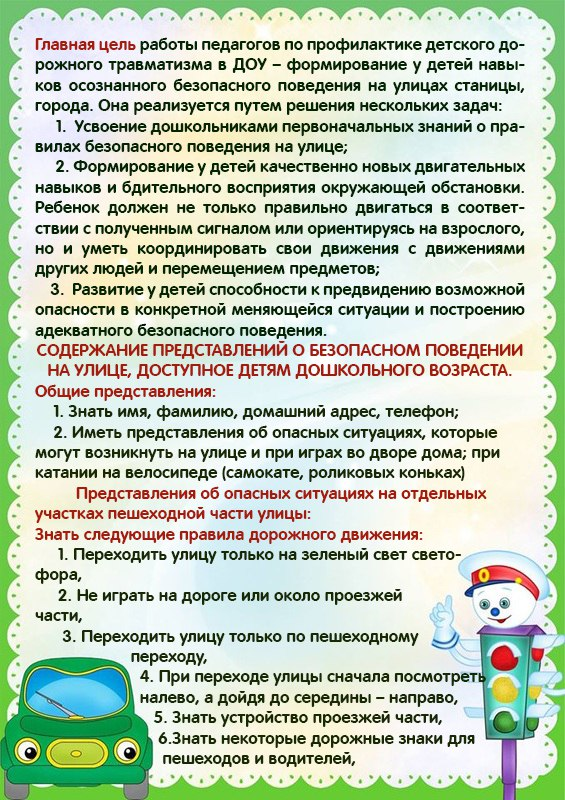 Главная цель работы педагогов по профилактике детского до-
рожного травматизма в ДОУ – формирование у детей навы-
ков осознанного безопасного поведения на улицах станицы,
города. Она реализуется путем решения нескольких задач:
1. Усвоение дошкольниками первоначальных знаний о пра-
вилах безопасного поведения на улице;
2. Формирование у детей качественно новых двигательных
навыков и бдительного восприятия окружающей обстановки.
Ребенок должен не только правильно двигаться в соответ-
ствии с полученным сигналом или ориентируясь на взрослого,
но и уметь координировать свои движения с движениями
других людей и перемещением предметов;
3. Развитие у детей способности к предвидению возможной
опасности в конкретной меняющейся ситуации и построению
адекватного безопасного поведения.
СОДЕРЖАНИЕ ПРЕДСТАВЛЕНИЙ О БЕЗОПАСНОМ ПОВЕДЕНИИ
НА УЛИЦЕ, ДОСТУПНОЕ ДЕТЯМ ДОШКОЛЬНОГО ВОЗРАСТА.
Общие представления:
1. Знать имя, фамилию, домашний адрес, телефон;
2. Иметь представления об опасных ситуациях, которые
могут возникнуть на улице и при играх во дворе дома; при
катании на велосипеде (самокате, роликовых коньках)
Представления об опасных ситуациях на отдельных
участках пешеходной части улицы:
Знать следующие правила дорожного движения:
1. Переходить улицу только на зеленый свет свето-
фора,
2. Не играть на дороге или около проезжей
части,
3. Переходить улицу только по пешеходному
переходу,
4. При переходе улицы сначала посмотреть
налево, а дойдя до середины – направо,
5. Знать устройство проезжей части,
6.Знать некоторые дорожные знаки для
пешеходов и водителей,